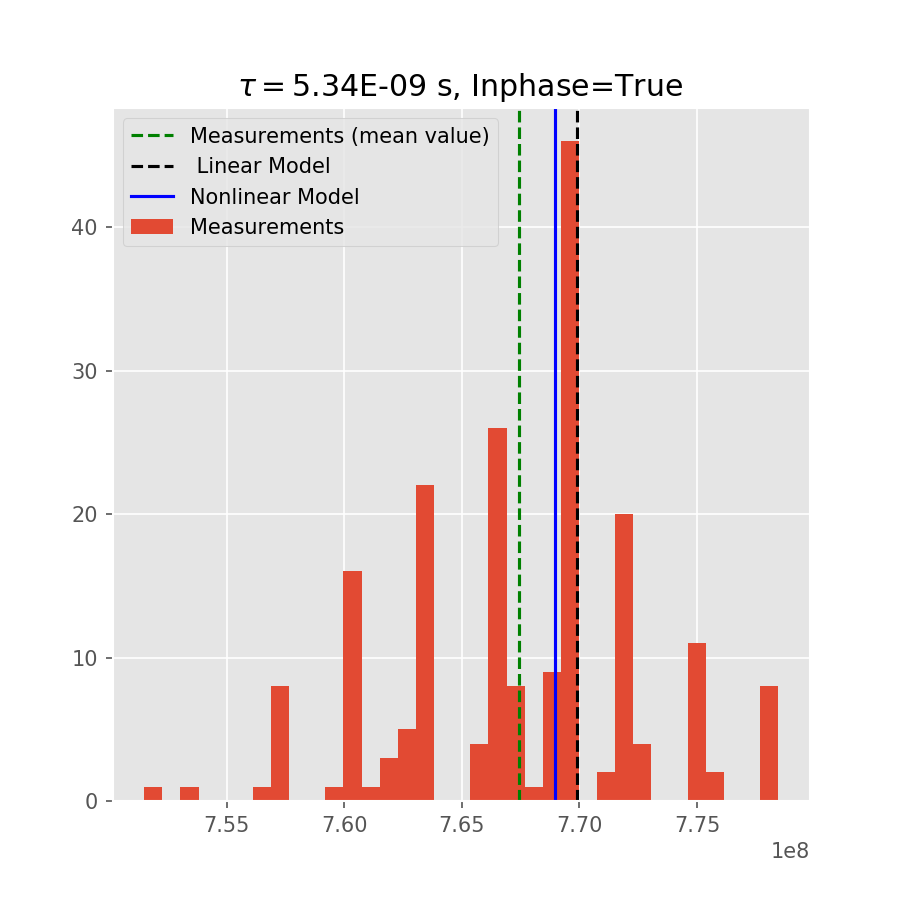 τ = 5.34E-09 s, Inphase=True
Measurements (mean value)
Linear Model
Nonlinear Model
Measurements
40
30
20
10
0
7.55 7.60 7.65 7.70 7.75
1e8